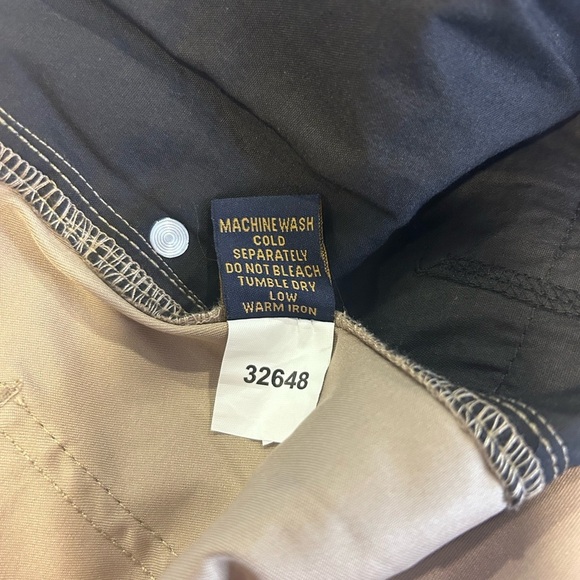 MACHINE WASH
COLD
SEPARATELY
DO NOT BLEACH
TUMBLE DRY
LOW
WARM IRON
32648